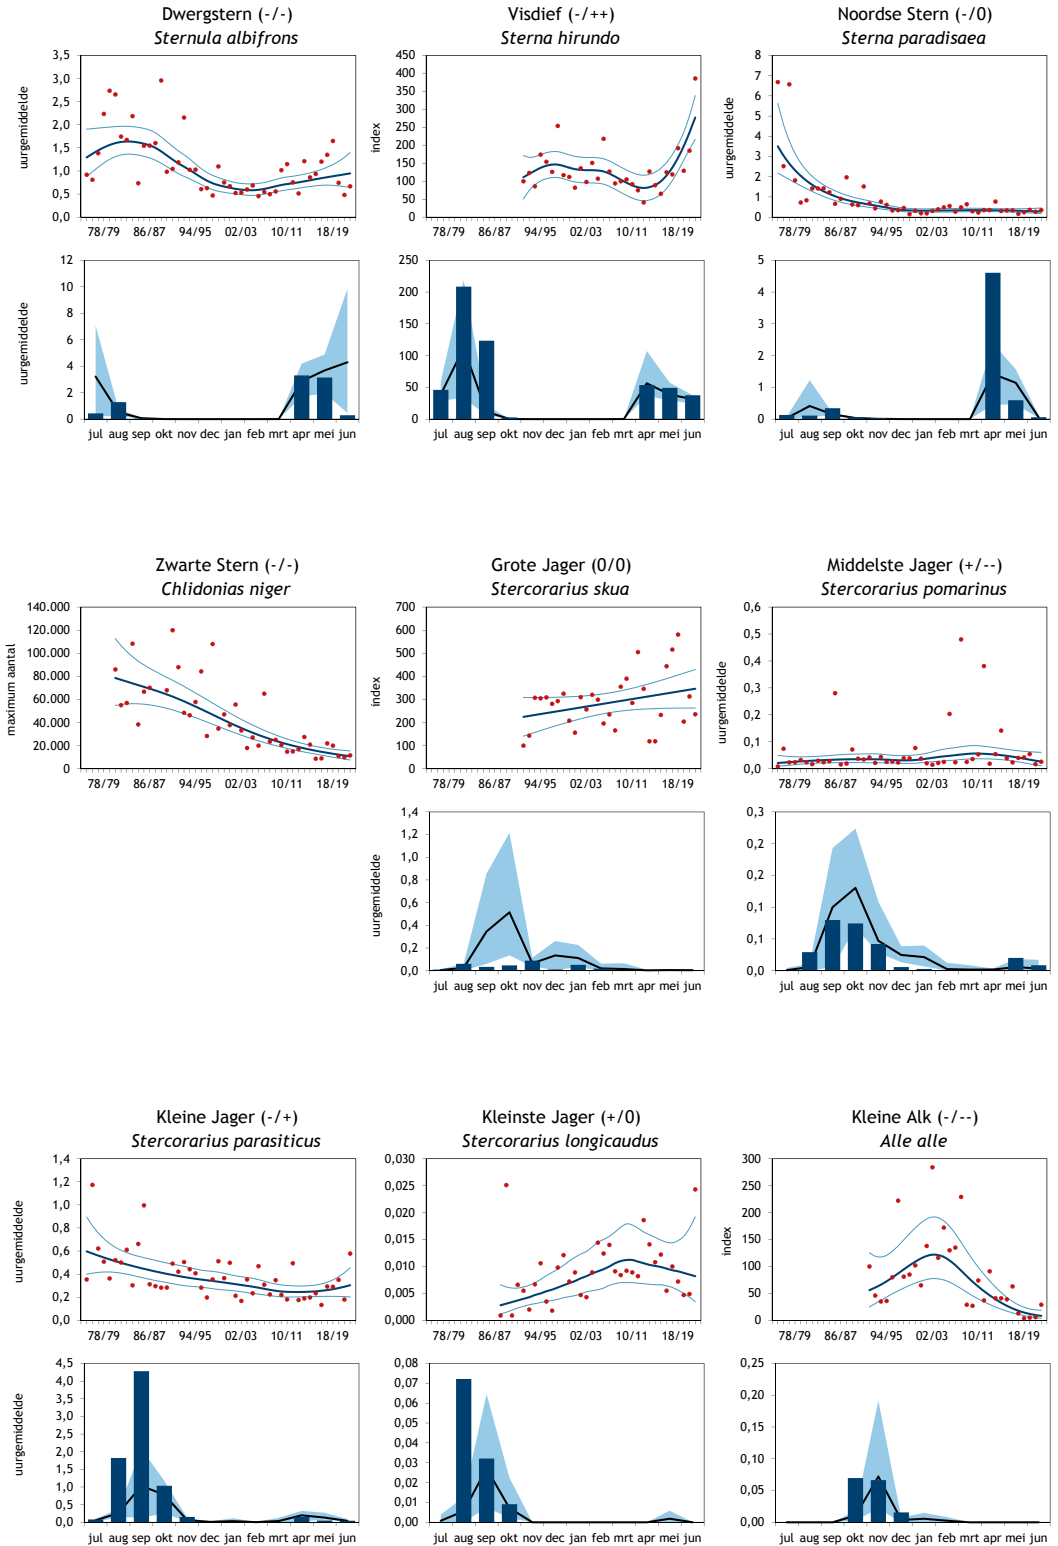 Dwergstern (-/-)
Sternula albifrons
uurgemiddelde
3,5
3,0
2,5
2,0
1,5
1,0
0,5
0,0
78/79 86/87 94/95 02/03 10/11 18/19
Visdief (-/++)
Sterna hirundo
index
450
400
350
300
250
200
150
100
50
0
78/79 86/87 94/95 02/03 10/11 18/19
Noordse Stern (-/0)
Sterna paradisaea
uurgemiddelde
8
7
6
5
4
3
2
1
0
78/79 86/87 94/95 02/03 10/11 18/19
uurgemiddelde
12
10
8
6
4
2
0
jul aug sep okt nov dec jan feb mrt apr mei jun
250
200
150
100
50
0
jul aug sep okt nov dec jan feb mrt apr mei jun
5
4
3
2
1
0
jul aug sep okt nov dec jan feb mrt apr mei jun
Zwarte Stern (-/-)
Chlidonias niger
maximum aantal
140.000
120.000
100.000
80.000
60.000
40.000
20.000
0
78/79 86/87 94/95 02/03 10/11 18/19
Grote Jager (0/0)
Stercorarius skua
index
700
600
500
400
300
200
100
0
78/79 86/87 94/95 02/03 10/11 18/19
Middelste Jager (+/--)
Stercorarius pomarinus
uurgemiddelde
0,6
0,5
0,4
0,3
0,2
0,1
0,0
78/79 86/87 94/95 02/03 10/11 18/19
uurgemiddelde
1,4
1,2
1,0
0,8
0,6
0,4
0,2
0,0
jul aug sep okt nov dec jan feb mrt apr mei jun
uurgemiddelde
0,3
0,2
0,2
0,1
0,1
0,0
jul aug sep okt nov dec jan feb mrt apr mei jun
Kleine Jager (-/+)
Stercorarius parasiticus
uurgemiddelde
1,4
1,2
1,0
0,8
0,6
0,4
0,2
0,0
78/79 86/87 94/95 02/03 10/11 18/19
Kleinste Jager (+/0)
Stercorarius longicaudus
uurgemiddelde
0,030
0,025
0,020
0,015
0,010
0,005
0,000
78/79 86/87 94/95 02/03 10/11 18/19
Kleine Alk (-/--)
Alle alle
index
300
250
200
150
100
50
0
78/79 86/87 94/95 02/03 10/11 18/19
uurgemiddelde
4,5
4,0
3,5
3,0
2,5
2,0
1,5
1,0
0,5
0,0
jul aug sep okt nov dec jan feb mrt apr mei jun
0,08
0,07
0,06
0,05
0,04
0,03
0,02
0,01
0,00
jul aug sep okt nov dec jan feb mrt apr mei jun
0,25
0,20
0,15
0,10
0,05
0,00
jul aug sep okt nov dec jan feb mrt apr mei jun